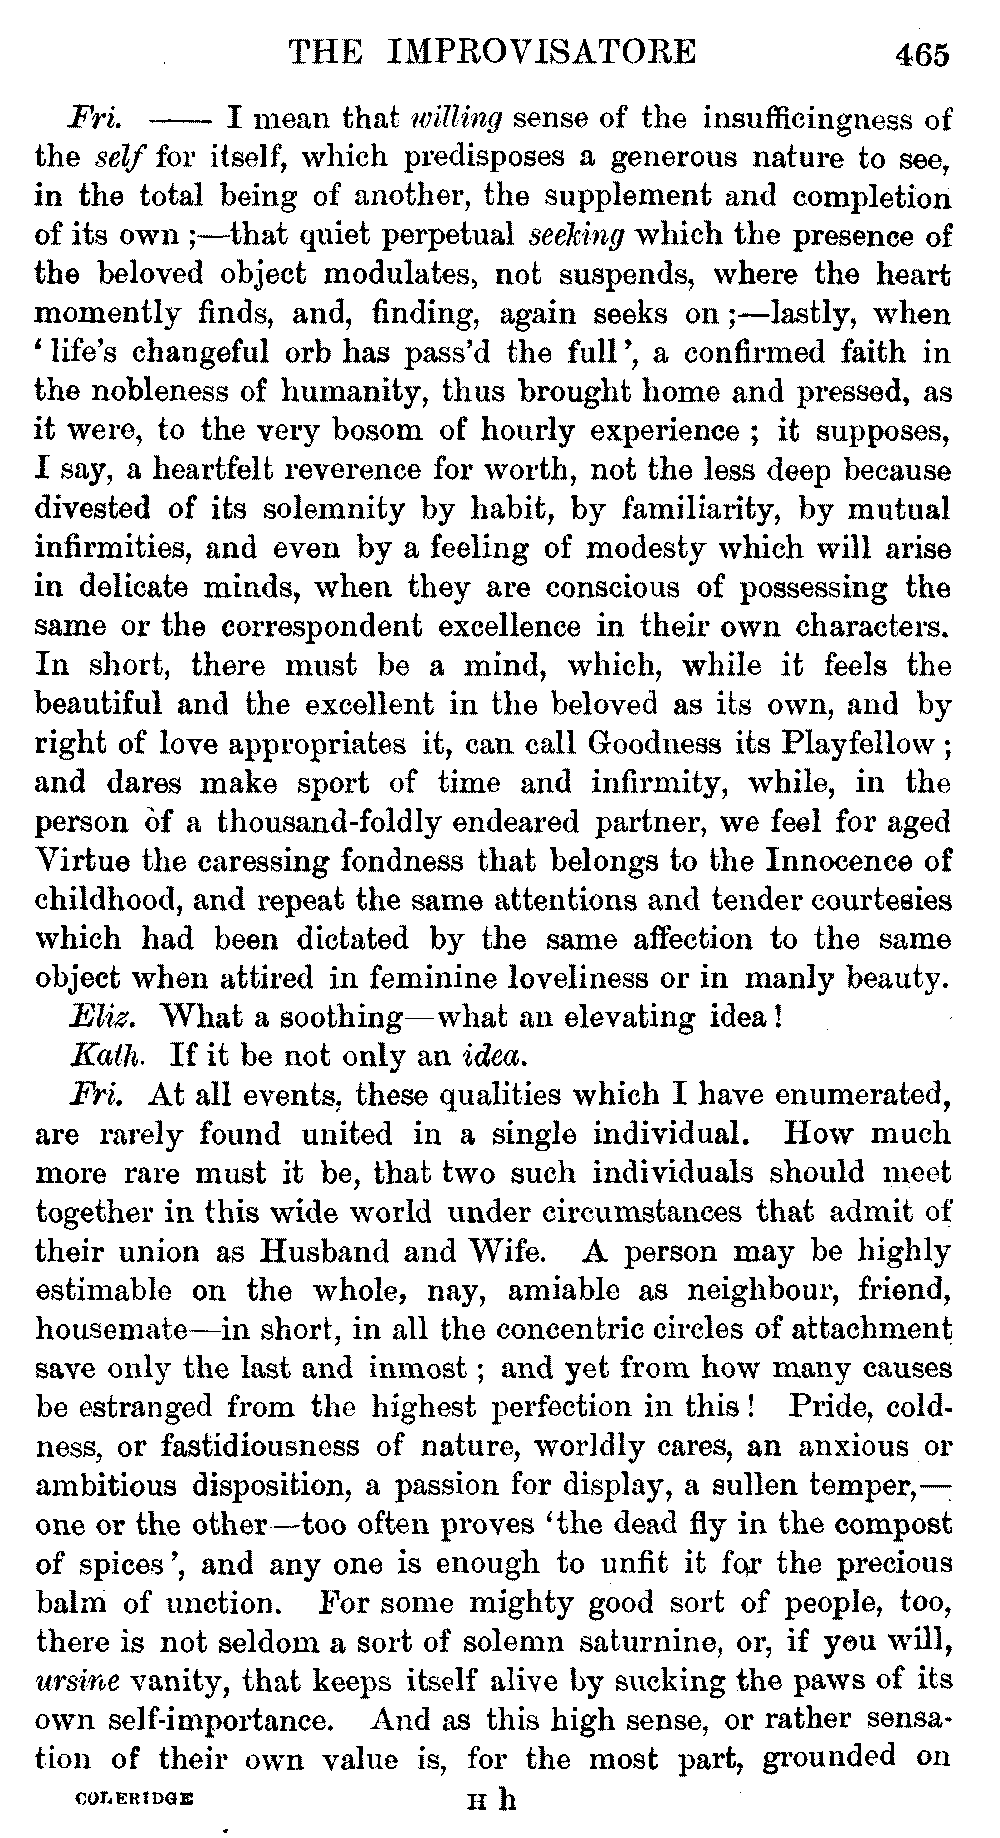 THE IMPROVISATORE 465
Fri. —— I mean that willing sense of the insufficingness of
the self for itself, which predisposes a generous nature to see,
in the total being of another, the supplement and completion
of its own ;—that quiet perpetual seeking which the presence of
the beloved object modulates, not suspends, where the heart
momently finds, and, finding, again seeks on ;—lastly, when
‘ life’s changeful orb has pass’d the full ’, a confirmed faith in
the nobleness of humanity, thus brought home and pressed, as
it were, to the very bosom of hourly experience ; it supposes,
I say, a heartfelt reverence for worth, not the less deep because
divested of its solemnity by habit, by familiarity, by mutual
infirmities, and even by a feeling of modesty which will arise
in delicate minds, when they are conscious of possessing the
same or the correspondent excellence in their own characters.
In short, there must be a mind, which, while it feels the
beautiful and the excellent in the beloved as its own, and by
right of love appropriates it, can call Goodness its Playfellow ;
and dares make sport of time and infirmity, while, in the
person of a thousand-foldly endeared partner, we feel for aged
Virtue the caressing fondness that belongs to the Innocence of
childhood, and repeat the same attentions and tender courtesies
which had been dictated by the same affection to the same
object when attired in feminine loveliness or in manly beauty.
Eliz. What a soothing—what an elevating idea !
Kath. If it be not only an idea.
Fri. At all events, these qualities which I have enumerated,
are rarely found united in a single individual. How much
more rare must it be, that two such individuals should meet
together in this wide world under circumstances that admit of
their union as Husband and Wife. A person may be highly
estimable on the whole, nay, amiable as neighbour, friend,
housemate—in short, in all the concentric circles of attachment
save only the last and inmost ; and yet from how many causes
be estranged from the highest perfection in this ! Pride, cold-
ness, or fastidiousness of nature, worldly cares, an anxious or
ambitious disposition, a passion for display, a sullen temper,—
one or the other—too often proves ‘the dead fly in the compost
of spices’, and any one is enough to unfit it for the precious
balm of unction. For some mighty good sort of people, too,
there is not seldom a sort of solemn saturnine, or, if you will,
ursine vanity, that keeps itself alive by sucking the paws of its
own self-importance. And as this high sense, or rather sensa-
tion of their own value is, for the most part, grounded on
COLERIDGE H h